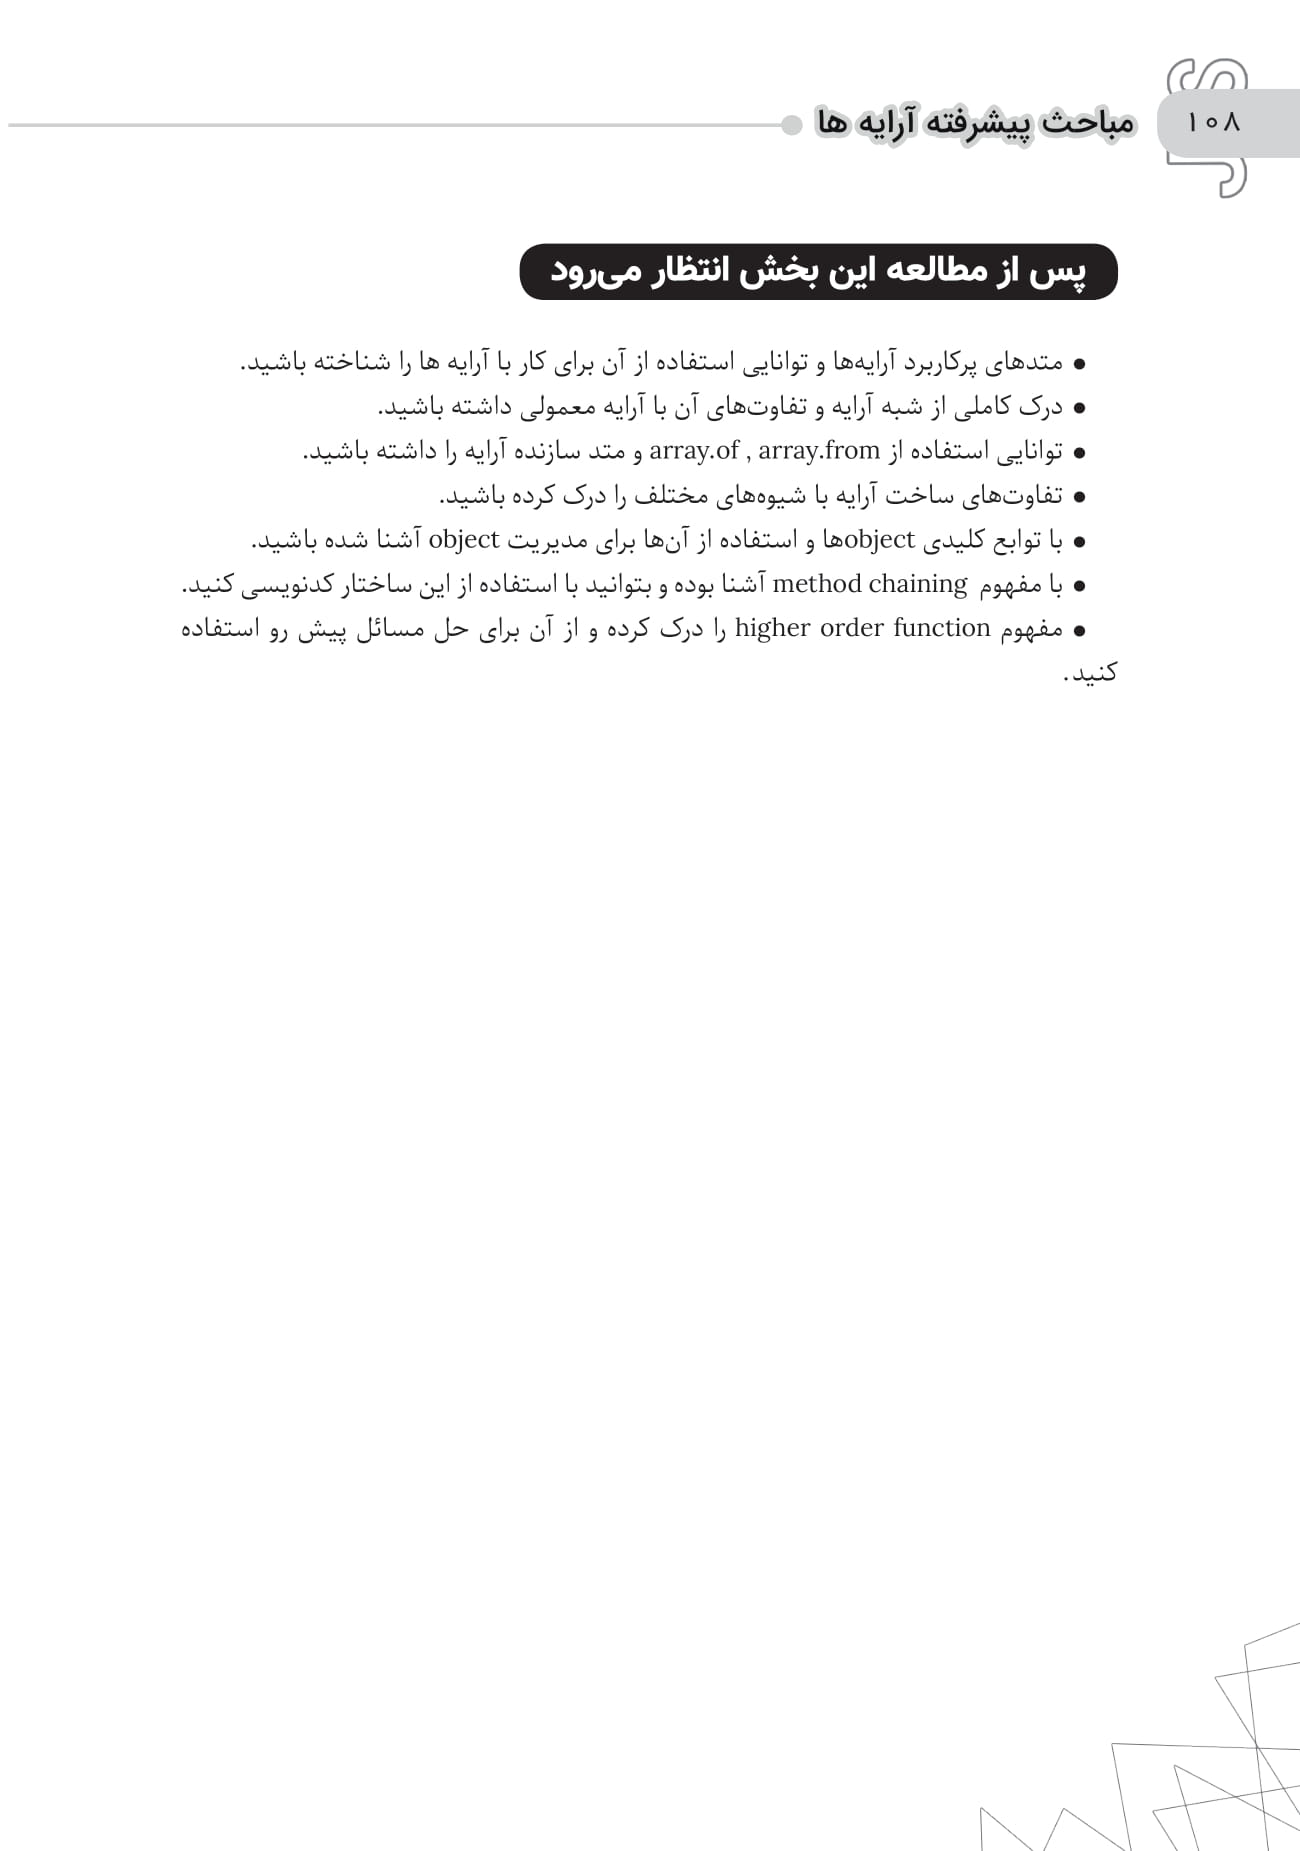 ۱۰۸
مباحث پیشرفته آرایه ها
پس از مطالعه این بخش انتظار می‌رود
● متدهای پرکاربرد آرایه‌ها و توانایی استفاده از آن برای کار با آرایه ها را شناخته باشید.
● درک کاملی از شبه آرایه و تفاوت‌های آن با آرایه معمولی داشته باشید.
● توانایی استفاده از array.of , array.from و متد سازنده آرایه را داشته باشید.
● تفاوت‌های ساخت آرایه با شیوه‌های مختلف را درک کرده باشید.
● با توابع کلیدی objectها و استفاده از آن‌ها برای مدیریت object آشنا شده باشید.
● با مفهوم method chaining آشنا بوده و بتوانید با استفاده از این ساختار کدنویسی کنید.
● مفهوم higher order function را درک کرده و از آن برای حل مسائل پیش رو استفاده
کنید.